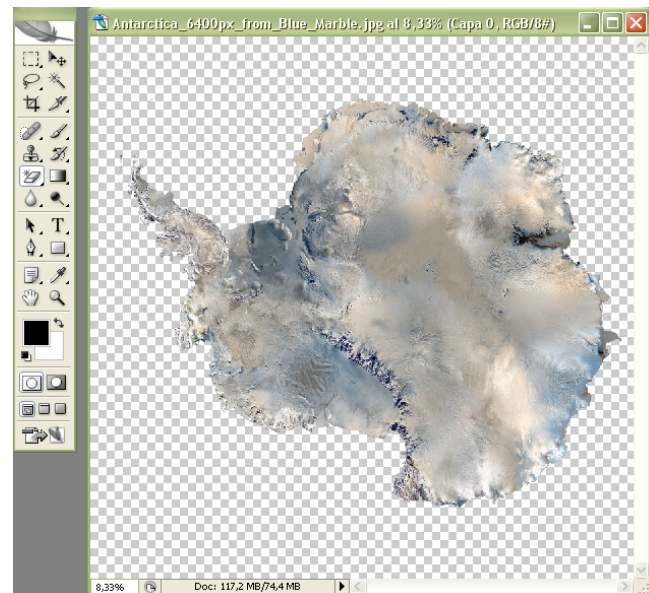 Antarctica_6400px_from_Blue_Marble.jpg al 8,33% (Capa 0, RGB/8#)
T
8,33% Doc: 117,2 MB/74,4 MB